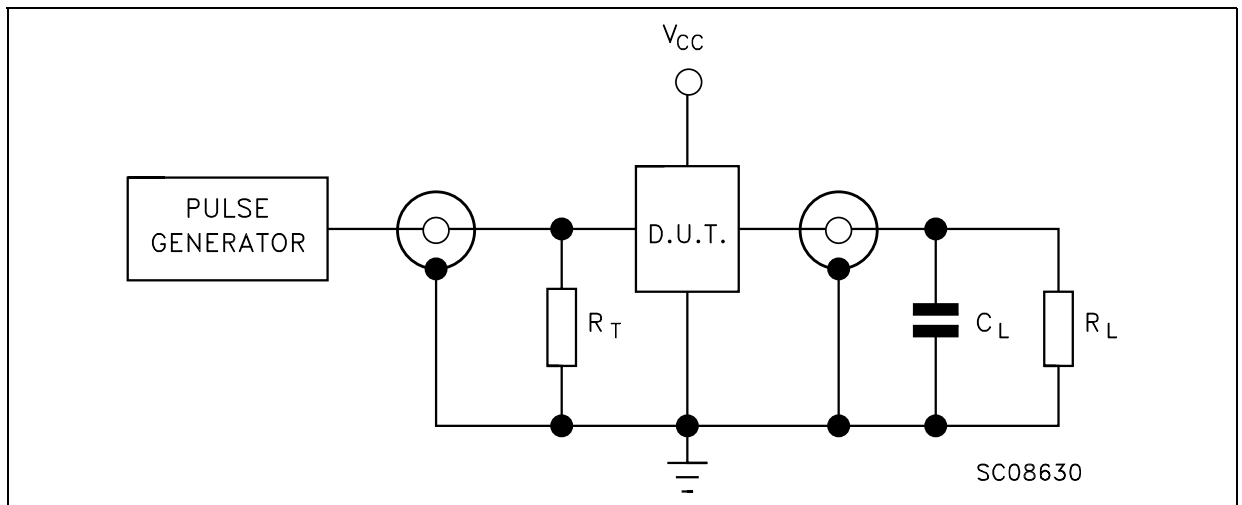 VCC
PULSE
GENERATOR
D.U.T.
RT
CL
RL
SC08630